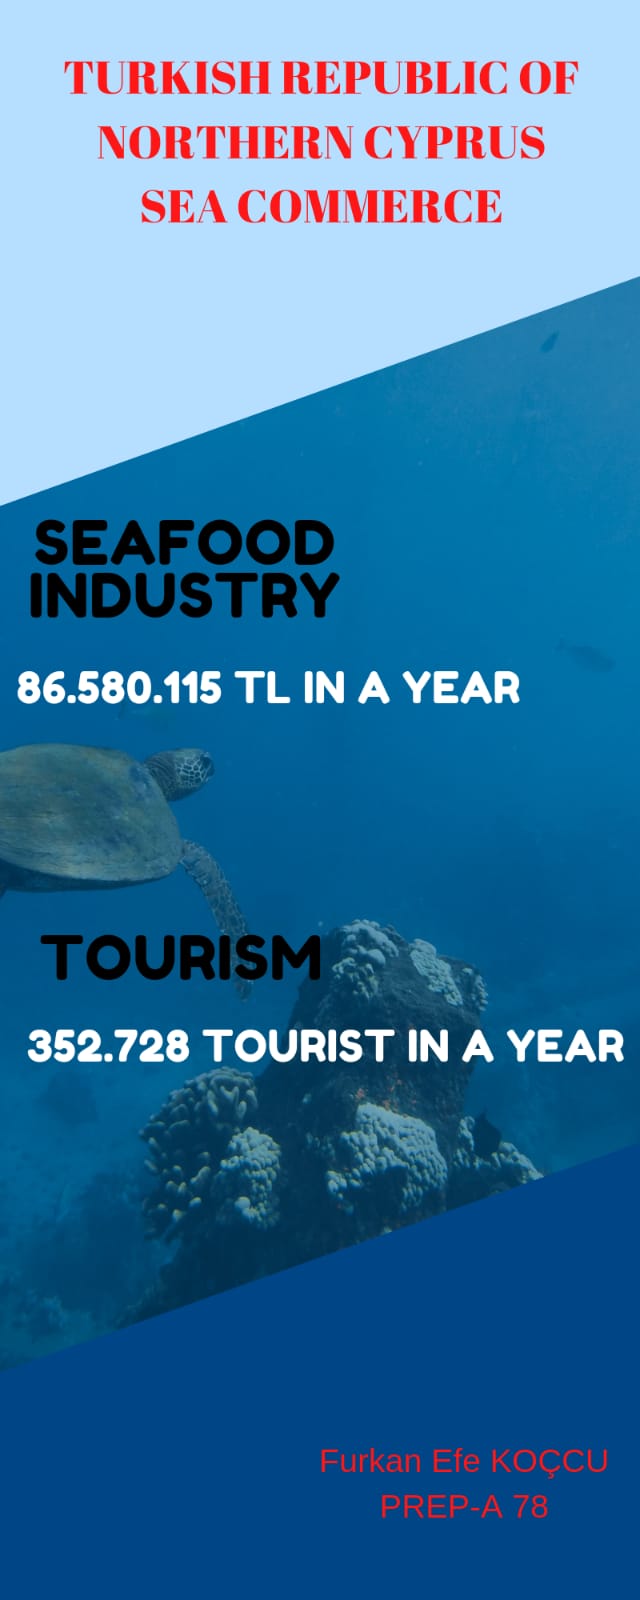 TURKISH REPUBLIC OF
NORTHERN CYPRUS
SEA COMMERCE
SEAFOOD
INDUSTRY
86.580.115 TL IN A YEAR
TOURISM
352.728 TOURIST IN A YEAR
Furkan Efe KOÇCU
PREP-A 78